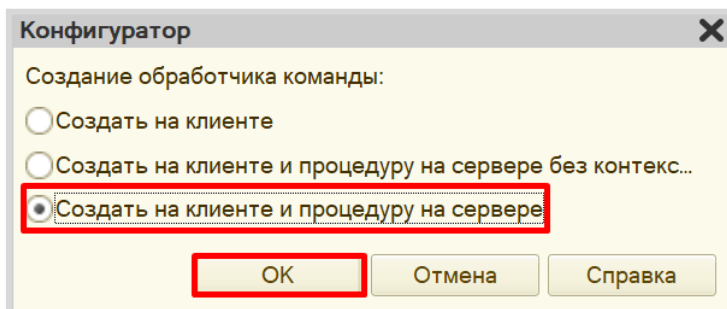 Конфигуратор
Создание обработчика команды:
Создать на клиенте
Создать на клиенте и процедуру на сервере без контекс...
Создать на клиенте и процедуру на сервере
OK
Отмена
Справка